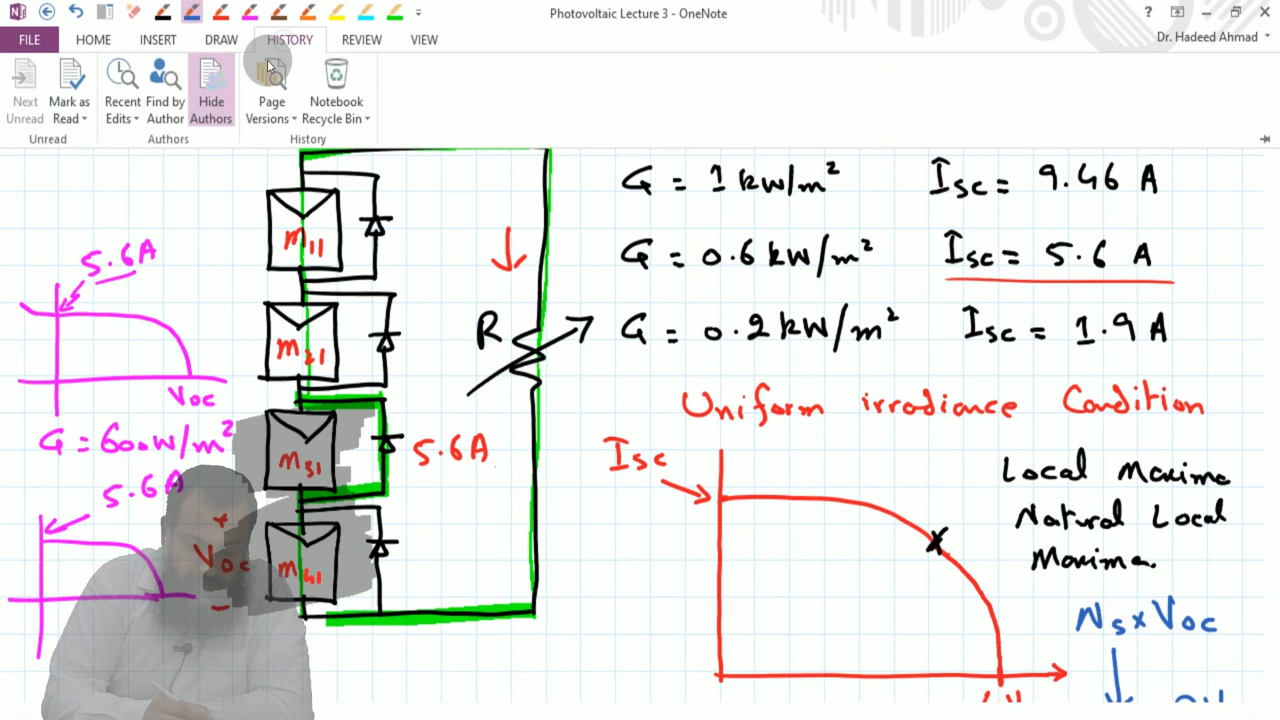 Photovoltaic Lecture 3 - OneNote
FILE HOME INSERT DRAW HISTORY REVIEW VIEW
Dr. Hadeed Ahmad
Next Unread
Mark as Read
Recent Edits
Find by Author
Hide Authors
Page Versions
Notebook Recycle Bin
Unread Authors History
5.6A
Voc
G = 600W/m²
5.6A
+
Voc
−
M11
M21
M31
M41
5.6A
R
G = 1 kw/m² Isc = 9.46 A
G = 0.6 kW/m² Isc = 5.6 A
G = 0.2 kW/m² Isc = 1.9 A
Uniform irradiance Condition
Isc
Local Maxima
Natural Local
Maxima.
Ns x Voc